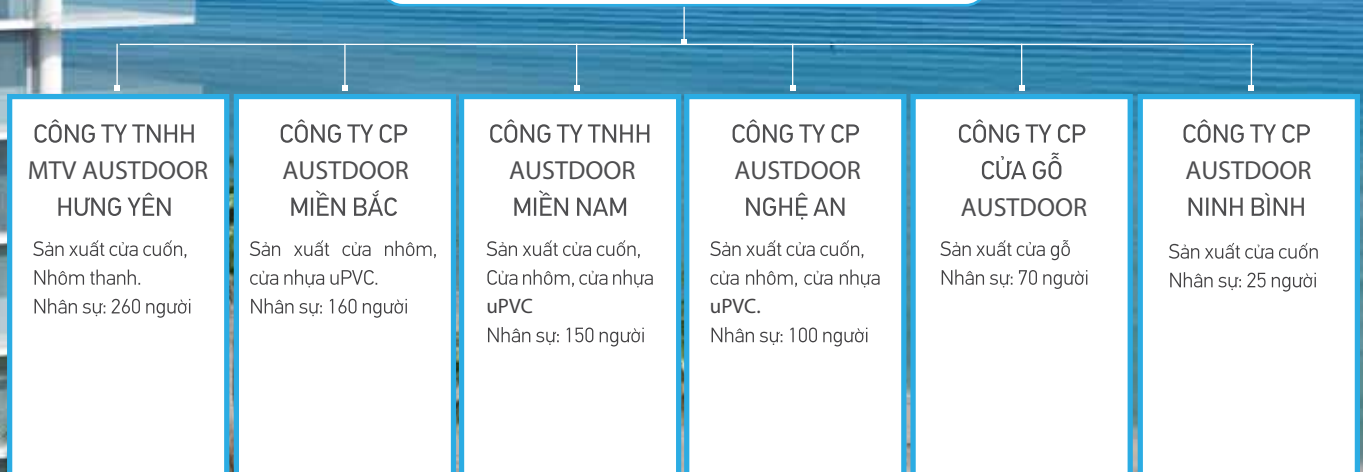 CÔNG TY TNHH
MTV AUSTDOOR
HƯNG YÊN
Sản xuất cửa cuốn,
Nhôm thanh.
Nhân sự: 260 người
CÔNG TY CP
AUSTDOOR
MIỀN BẮC
Sản xuất cửa nhôm,
cửa nhựa uPVC.
Nhân sự: 160 người
CÔNG TY TNHH
AUSTDOOR
MIỀN NAM
Sản xuất cửa cuốn,
Cửa nhôm, cửa nhựa
uPVC
Nhân sự: 150 người
CÔNG TY CP
AUSTDOOR
NGHỆ AN
Sản xuất cửa cuốn,
cửa nhôm, cửa nhựa
uPVC.
Nhân sự: 100 người
CÔNG TY CP
CỬA GỖ
AUSTDOOR
Sản xuất cửa gỗ
Nhân sự: 70 người
CÔNG TY CP
AUSTDOOR
NINH BÌNH
Sản xuất cửa cuốn
Nhân sự: 25 người